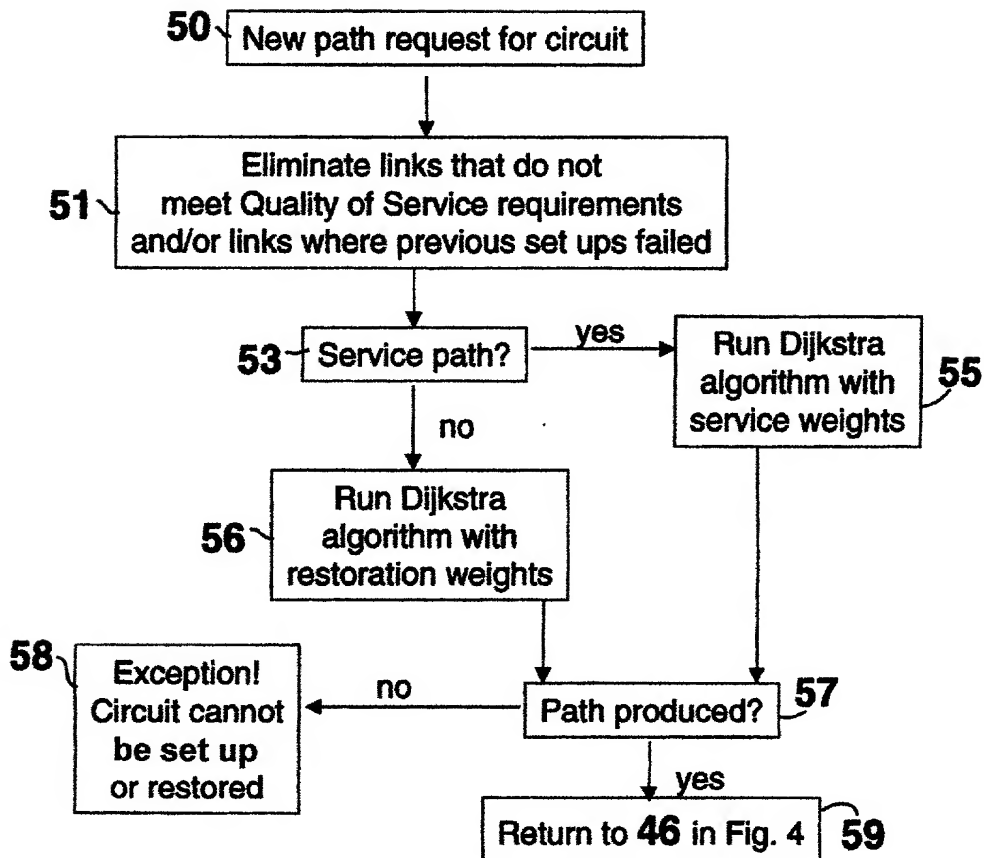 50
New path request for circuit
Eliminate links that do not
51
meet Quality of Service requirements
and/or links where previous set ups failed
53
Service path?
yes
Run Dijkstra
algorithm with
service weights
55
no
56
Run Dijkstra
algorithm with
restoration weights
58
Exception!
Circuit cannot
be set up
or restored
no
Path produced?
57
yes
Return to 46 in Fig. 4
59